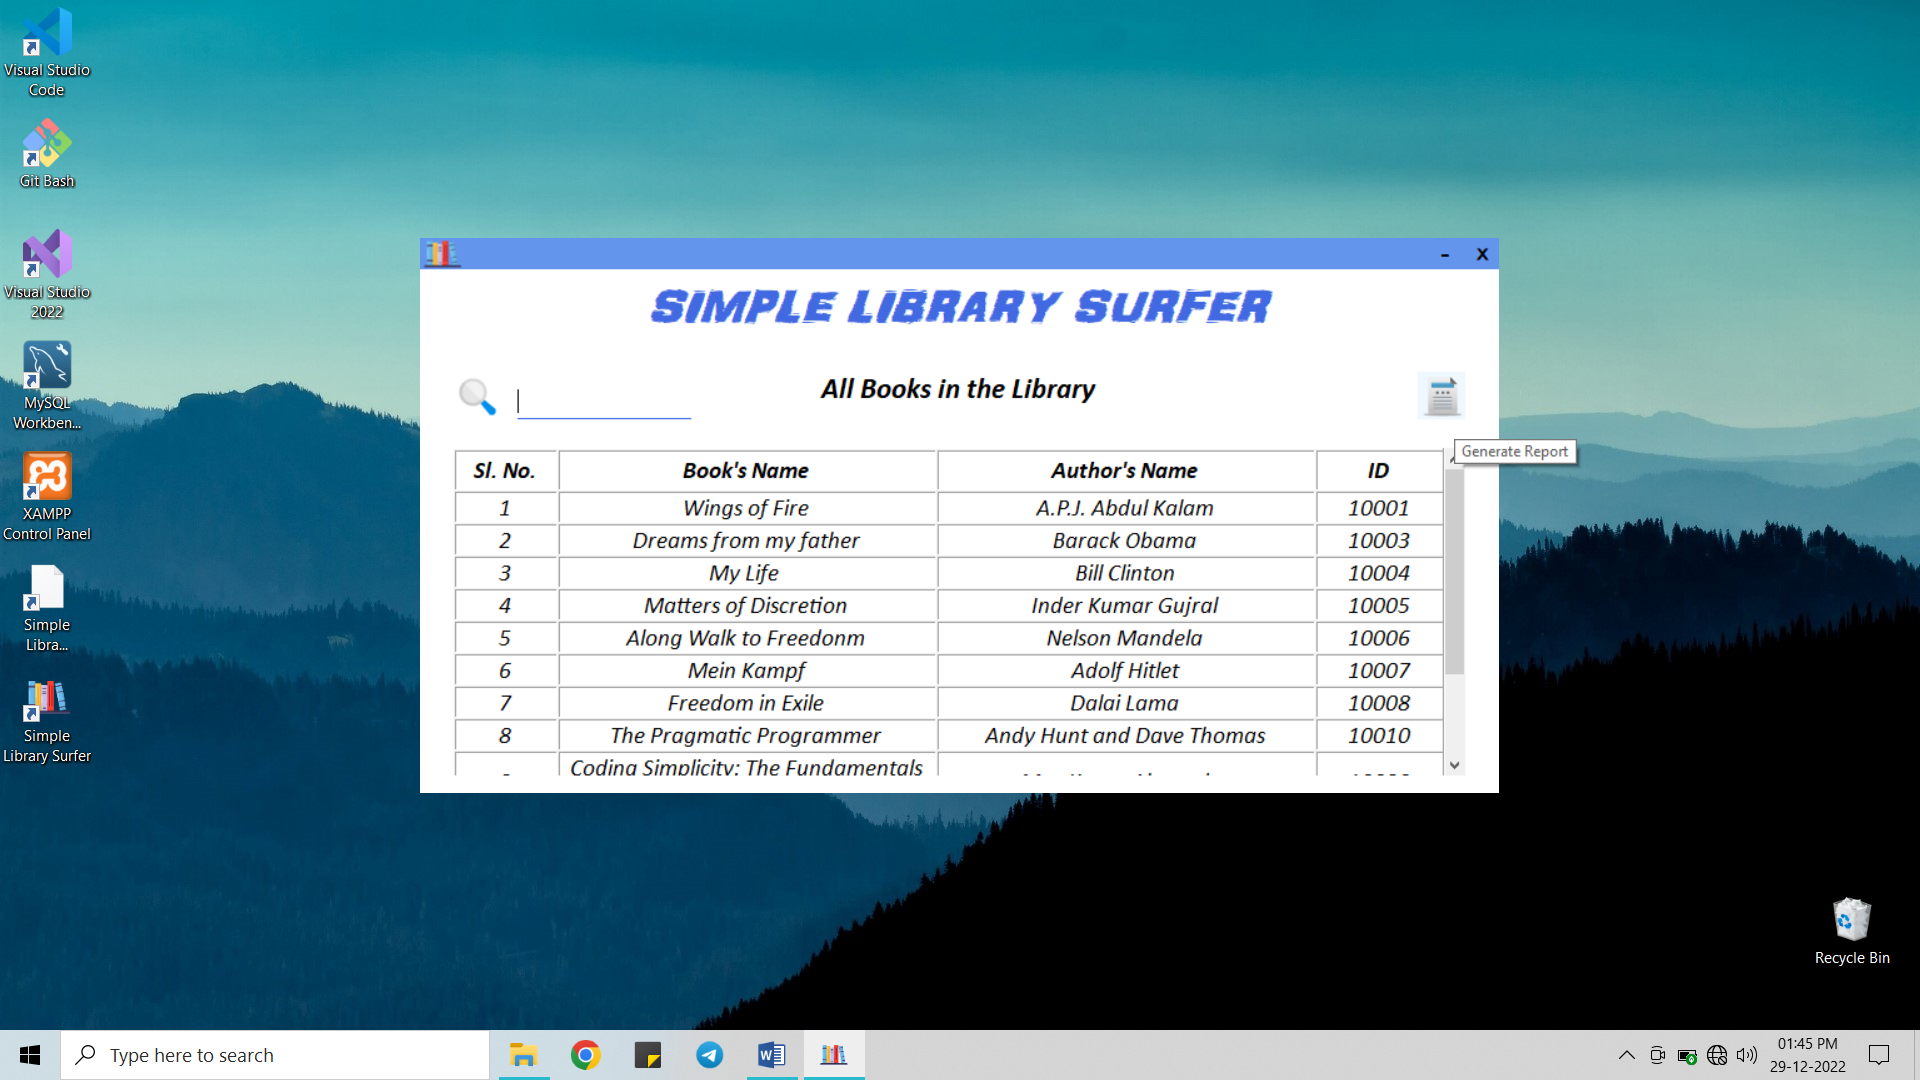 Visual Studio
Code
Git Bash
Visual Studio
2022
MySQL
Workben...
XAMPP
Control Panel
Simple
Libra...
Simple
Library Surfer
- X
SIMPLE LIBRARY SURFER
All Books in the Library
Generate Report
Sl. No. Book's Name Author's Name ID
1 Wings of Fire A.P.J. Abdul Kalam 10001
2 Dreams from my father Barack Obama 10003
3 My Life Bill Clinton 10004
4 Matters of Discretion Inder Kumar Gujral 10005
5 Along Walk to Freedonm Nelson Mandela 10006
6 Mein Kampf Adolf Hitlet 10007
7 Freedom in Exile Dalai Lama 10008
8 The Pragmatic Programmer Andy Hunt and Dave Thomas 10010
Coding Simplicity: The Fundamentals
Recycle Bin
Type here to search
01:45 PM
29-12-2022